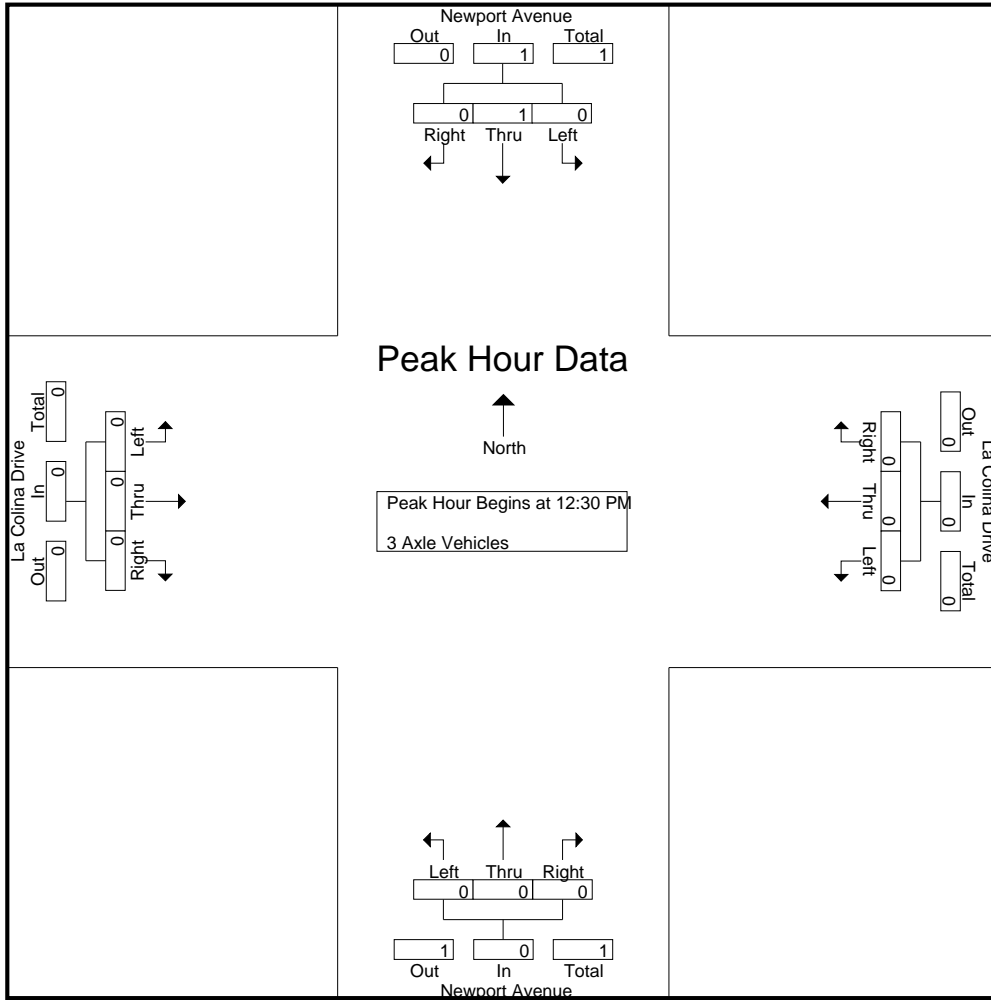 Newport Avenue
Out In Total
0 1 1
0 1 0
Right Thru Left
Peak Hour Data
North
Peak Hour Begins at 12:30 PM
3 Axle Vehicles
La Colina Drive
Total In Out
0 0 0
0 0 0
Left Thru Right
La Colina Drive
Out In Total
0 0 0
0 0 0
Right Thru Left
Left Thru Right
0 0 0
1 0 1
Out In Total
Newport Avenue